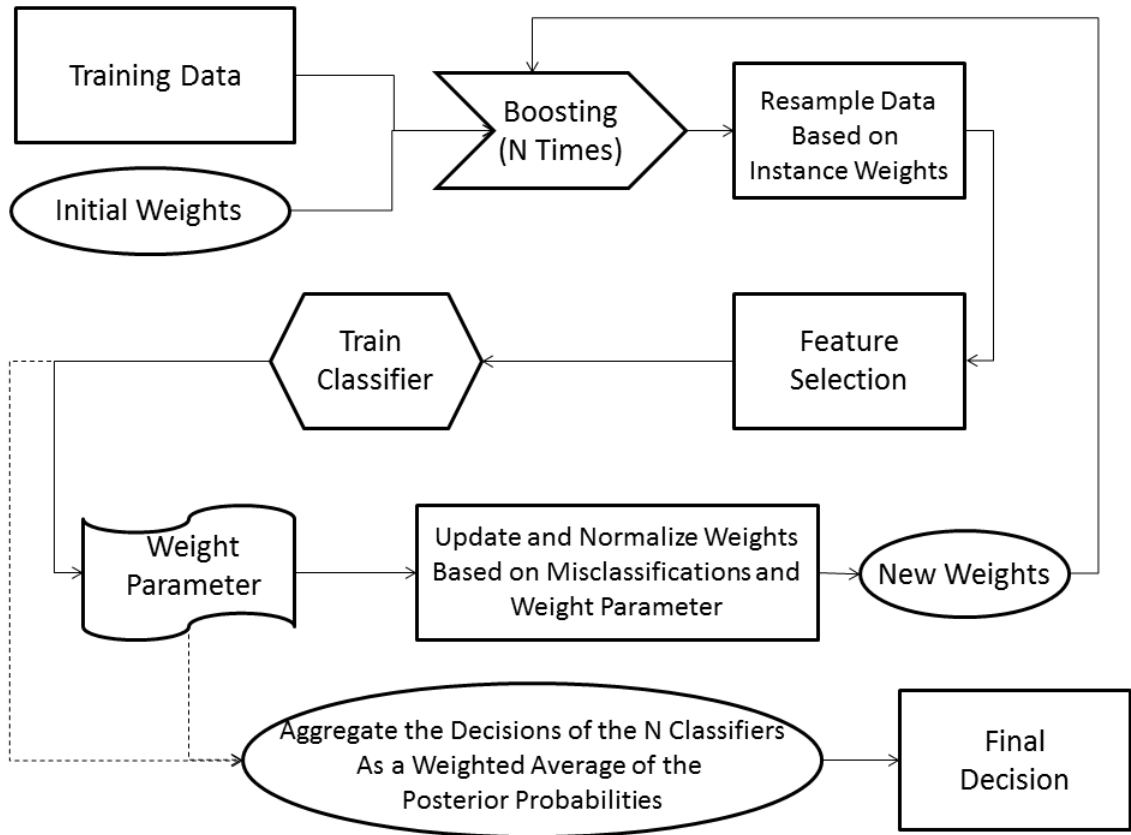 Training Data
Initial Weights
Boosting
(N Times)
Resample Data
Based on
Instance Weights
Train
Classifier
Feature
Selection
Weight
Parameter
Update and Normalize Weights
Based on Misclassifications and
Weight Parameter
New Weights
Aggregate the Decisions of the N Classifiers
As a Weighted Average of the
Posterior Probabilities
Final
Decision